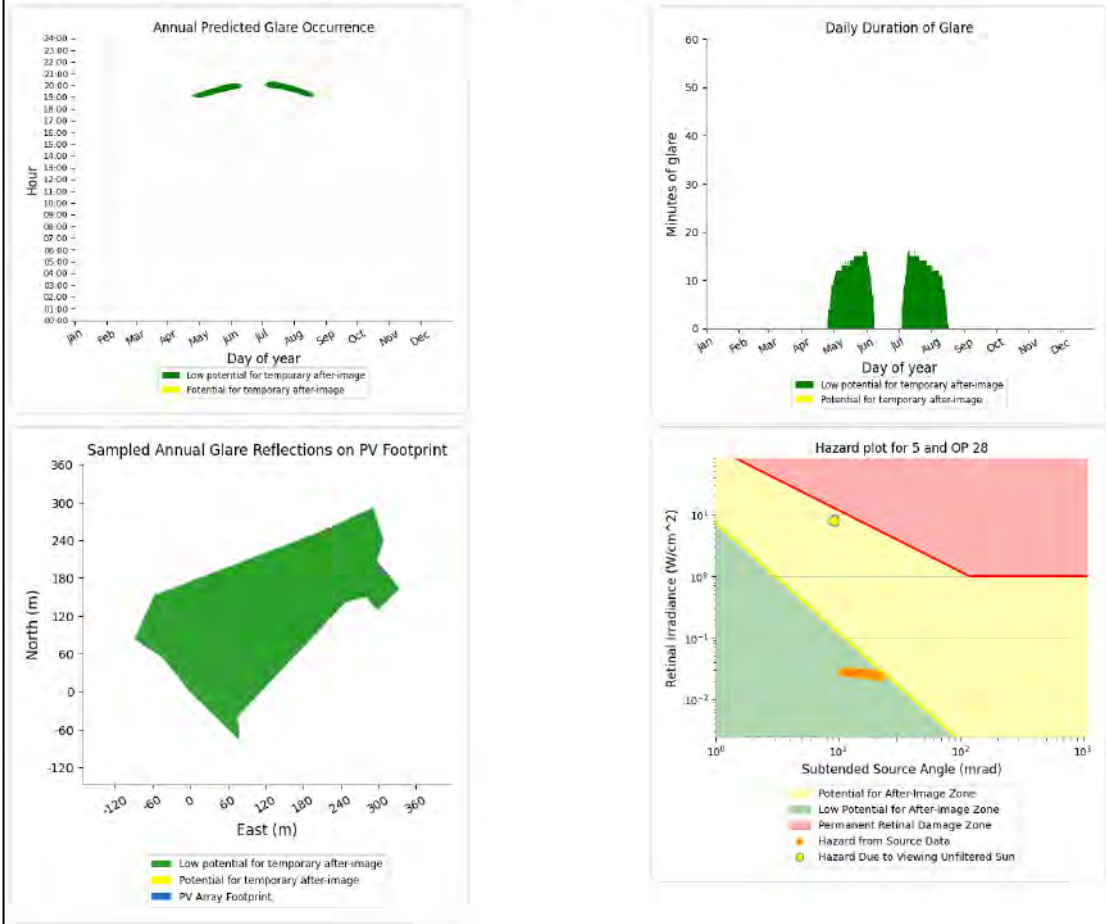 Annual Predicted Glare Occurrence
24:00
23:00
22:00
21:00
20:00
19:00
18:00
17:00
16:00
15:00
14:00
13:00
12:00
11:00
10:00
09:00
08:00
07:00
06:00
05:00
04:00
03:00
02:00
01:00
00:00
Hour
Jan Feb Mar Apr May Jun Jul Aug Sep Oct Nov Dec
Day of year
Low potential for temporary after-image
Potential for temporary after-image
Daily Duration of Glare
60
50
40
30
20
10
0
Minutes of glare
Jan Feb Mar Apr May Jun Jul Aug Sep Oct Nov Dec
Day of year
Low potential for temporary after-image
Potential for temporary after-image
Sampled Annual Glare Reflections on PV Footprint
360
300
240
180
120
60
0
-60
-120
North (m)
-120 -60 0 60 120 180 240 300 360
East (m)
Low potential for temporary after-image
Potential for temporary after-image
PV Array Footprint
Hazard plot for 5 and OP 28
10^1
10^0
10^-1
10^-2
Retinal irradiance (W/cm^2)
10^0 10^1 10^2 10^3
Subtended Source Angle (mrad)
Potential for After-Image Zone
Low Potential for After-Image Zone
Permanent Retinal Damage Zone
Hazard from Source Data
Hazard Due to Viewing Unfiltered Sun